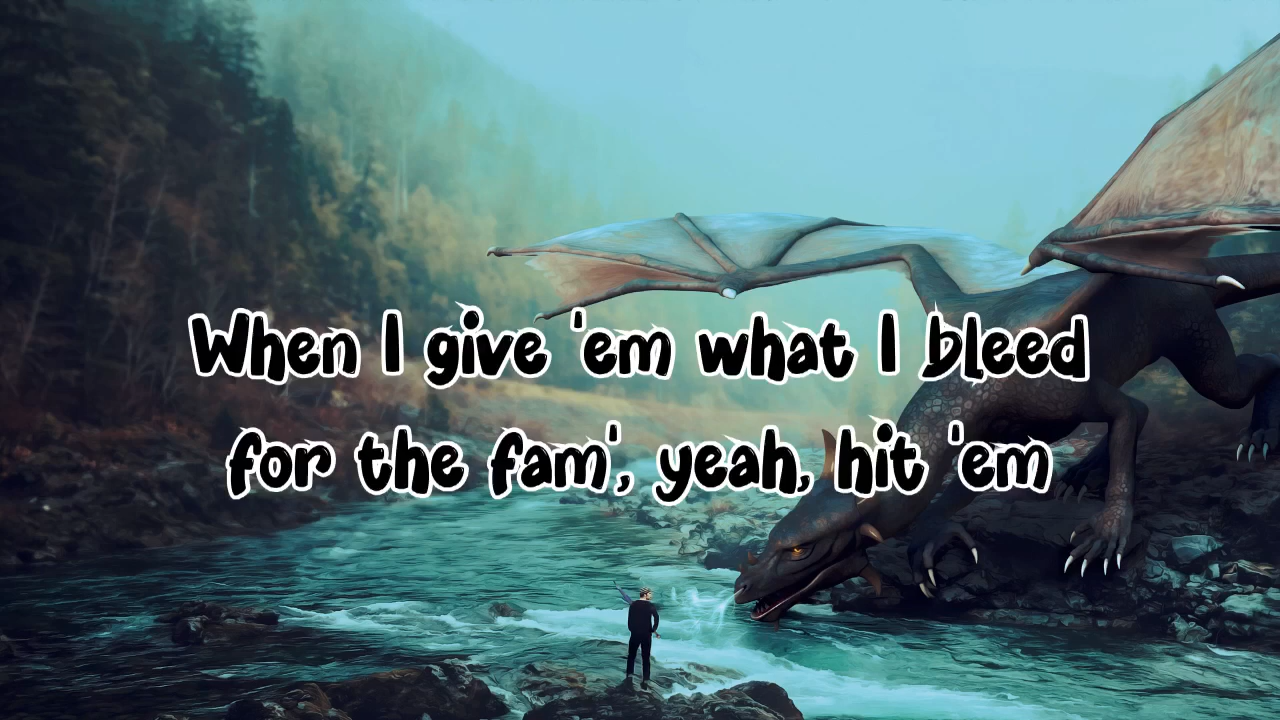 When I give 'em what I bleed
for the fam', yeah, hit 'em